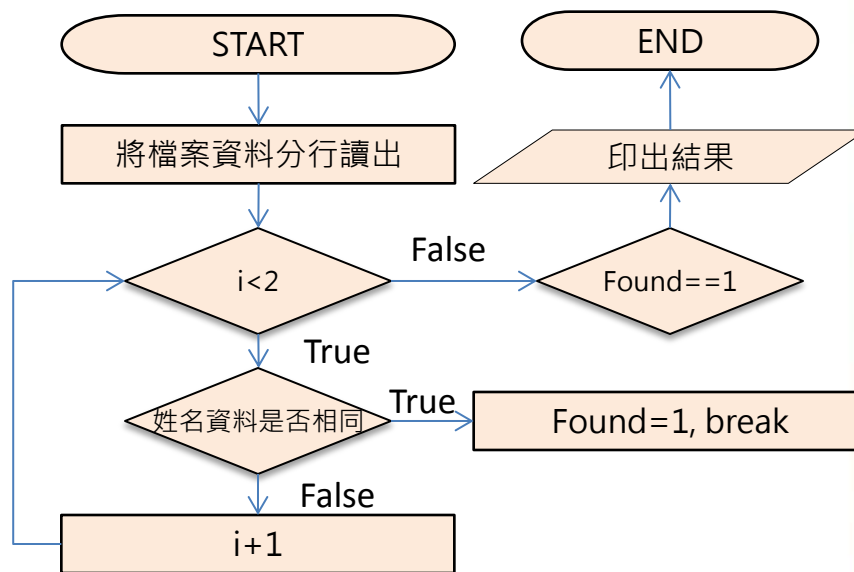 START
END
將檔案資料分行讀出
印出結果
False
i<2
Found==1
True
姓名資料是否相同
True
Found=1, break
False
i+1